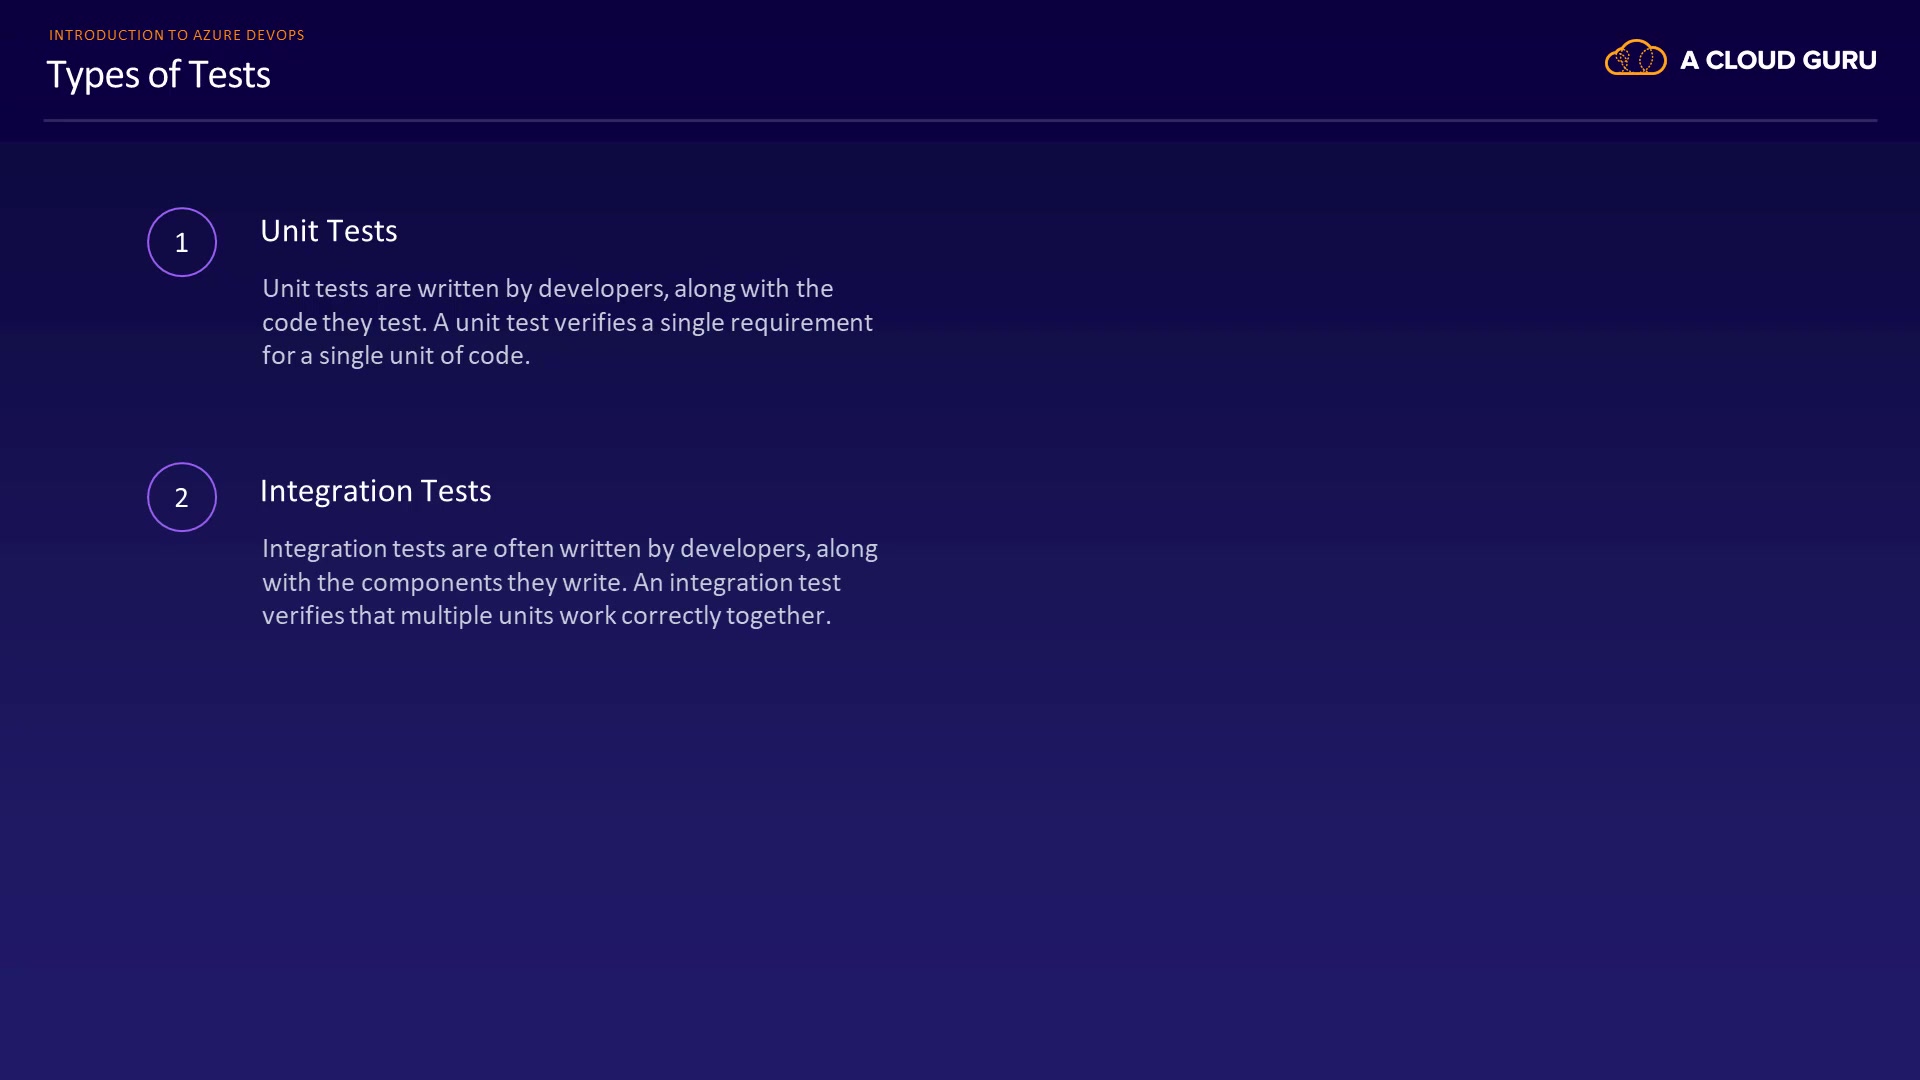 INTRODUCTION TO AZURE DEVOPS
Types of Tests
A CLOUD GURU
1
Unit Tests
Unit tests are written by developers, along with the
code they test. A unit test verifies a single requirement
for a single unit of code.
2
Integration Tests
Integration tests are often written by developers, along
with the components they write. An integration test
verifies that multiple units work correctly together.